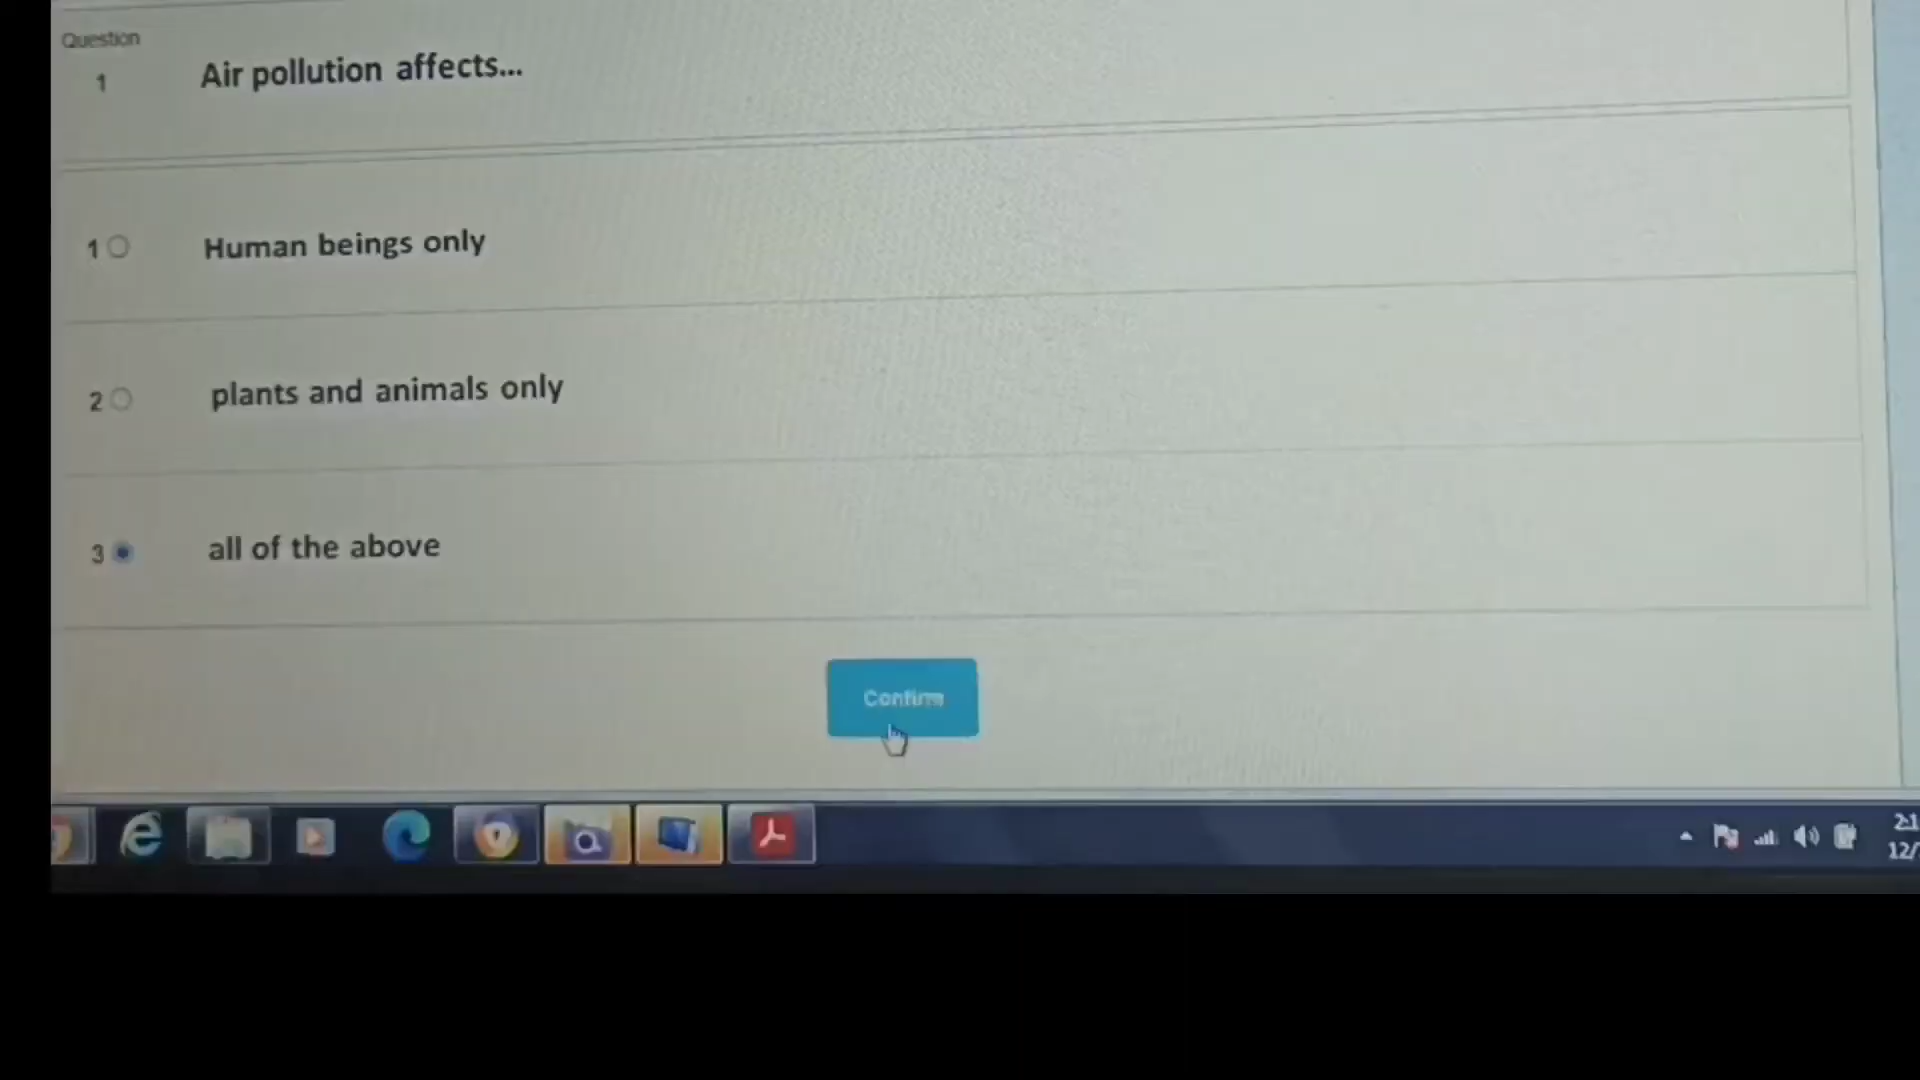 Question
1 Air pollution affects...
1 Human beings only
2 plants and animals only
3 all of the above
Confirm